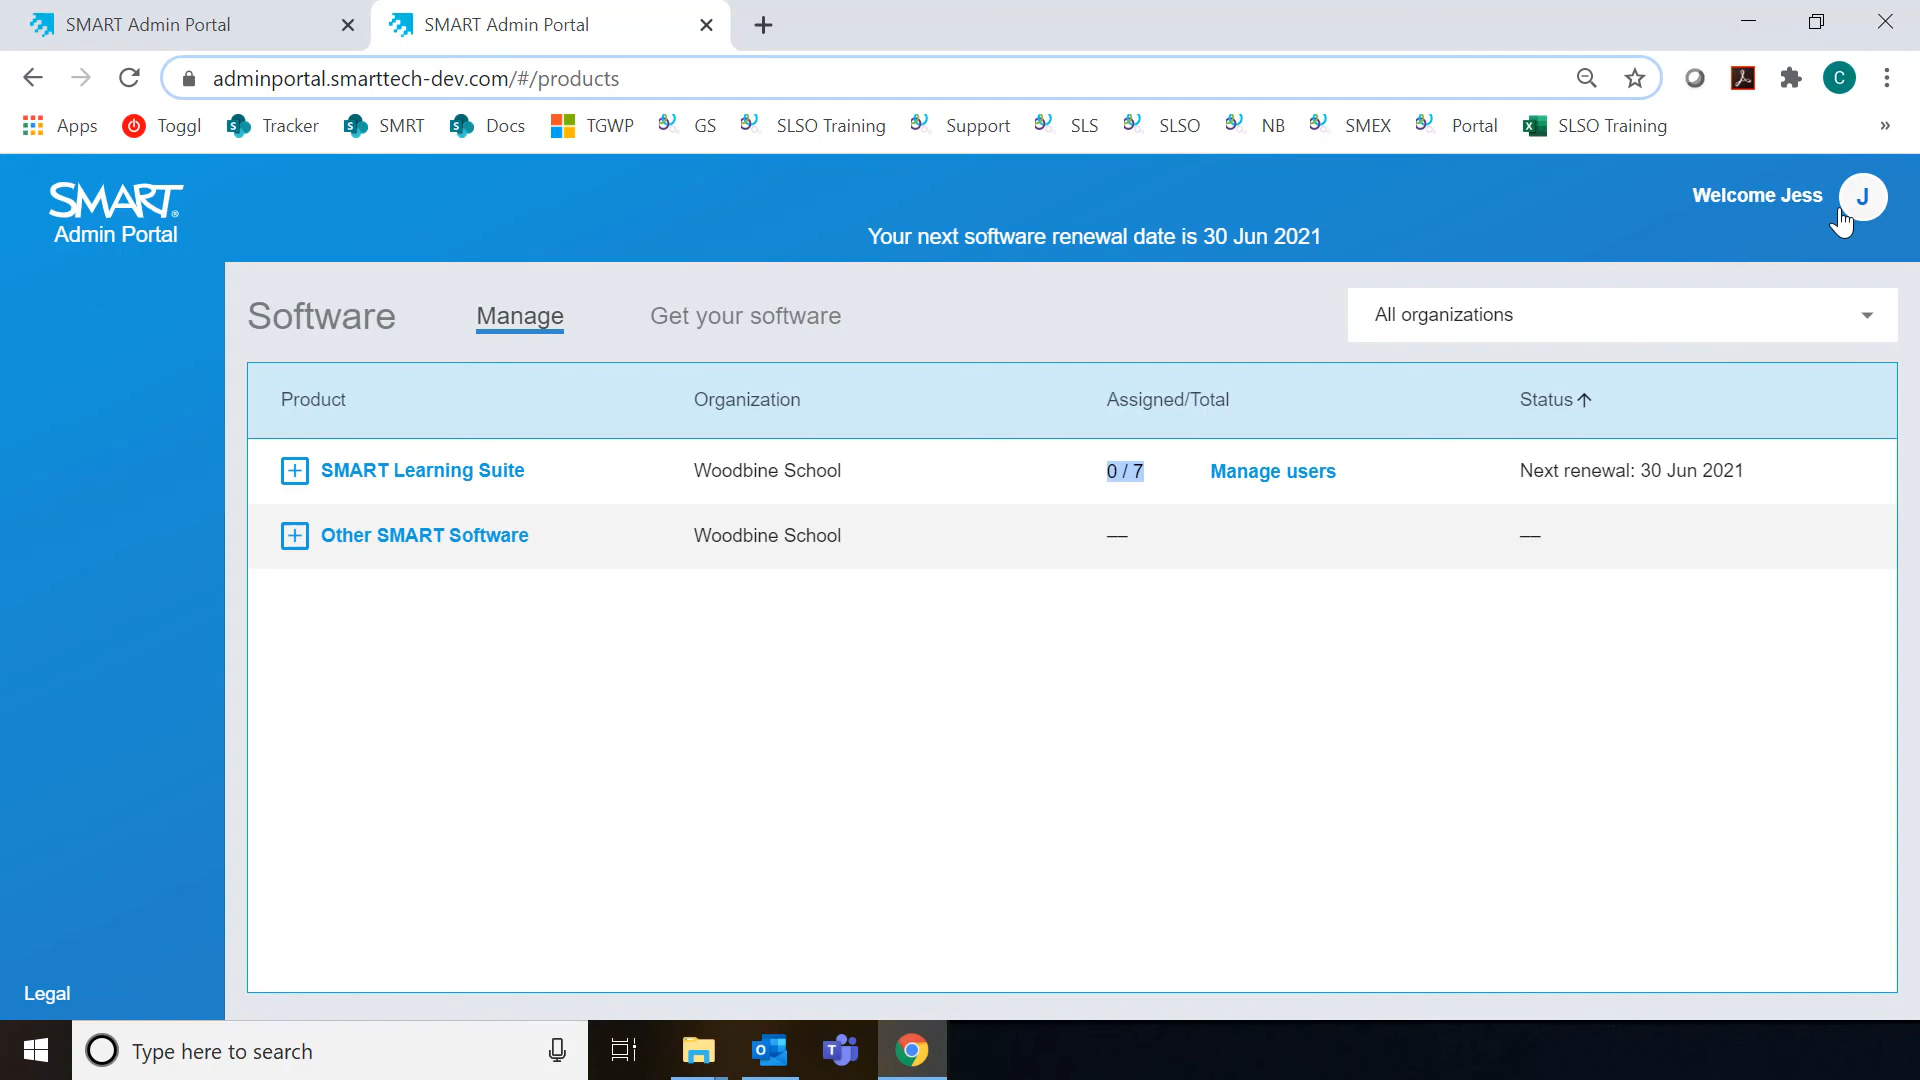 SMART Admin Portal
SMART Admin Portal
adminportal.smarttech-dev.com/#/products
C
Apps Toggl Tracker SMRT Docs TGWP GS SLSO Training Support SLS SLSO NB SMEX Portal SLSO Training »
SMART
Admin Portal
Welcome Jess J
Your next software renewal date is 30 Jun 2021
Software Manage Get your software All organizations
Product Organization Assigned/Total Status
SMART Learning Suite Woodbine School 0 / 7 Manage users Next renewal: 30 Jun 2021
Other SMART Software Woodbine School — —
Legal
Type here to search